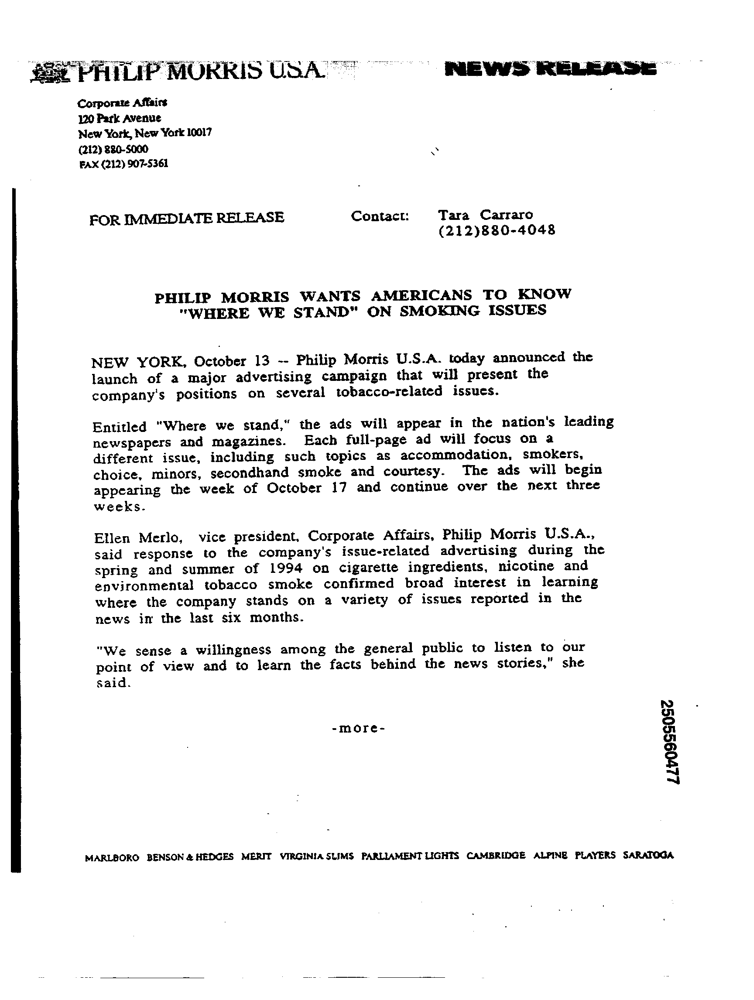 PHILIP MORRIS U.S.A. NEWS RELEASE
Corporate Affairs
120 Park Avenue
New York, New York 10017
(212) 880-5000
FAX (212) 907-5361
FOR IMMEDIATE RELEASE Contact: Tara Carraro
(212)880-4048
PHILIP MORRIS WANTS AMERICANS TO KNOW
"WHERE WE STAND" ON SMOKING ISSUES
NEW YORK, October 13 -- Philip Morris U.S.A. today announced the
launch of a major advertising campaign that will present the
company's positions on several tobacco-related issues.
Entitled "Where we stand," the ads will appear in the nation's leading
newspapers and magazines. Each full-page ad will focus on a
different issue, including such topics as accommodation, smokers,
choice, minors, secondhand smoke and courtesy. The ads will begin
appearing the week of October 17 and continue over the next three
weeks.
Ellen Merlo, vice president, Corporate Affairs, Philip Morris U.S.A.,
said response to the company's issue-related advertising during the
spring and summer of 1994 on cigarette ingredients, nicotine and
environmental tobacco smoke confirmed broad interest in learning
where the company stands on a variety of issues reported in the
news in the last six months.
"We sense a willingness among the general public to listen to our
point of view and to learn the facts behind the news stories," she
said.
-more-
2505560477
MARLBORO BENSON & HEDGES MERIT VIRGINIA SLIMS PARLIAMENT LIGHTS CAMBRIDGE ALPINE PLAYERS SARATOGA